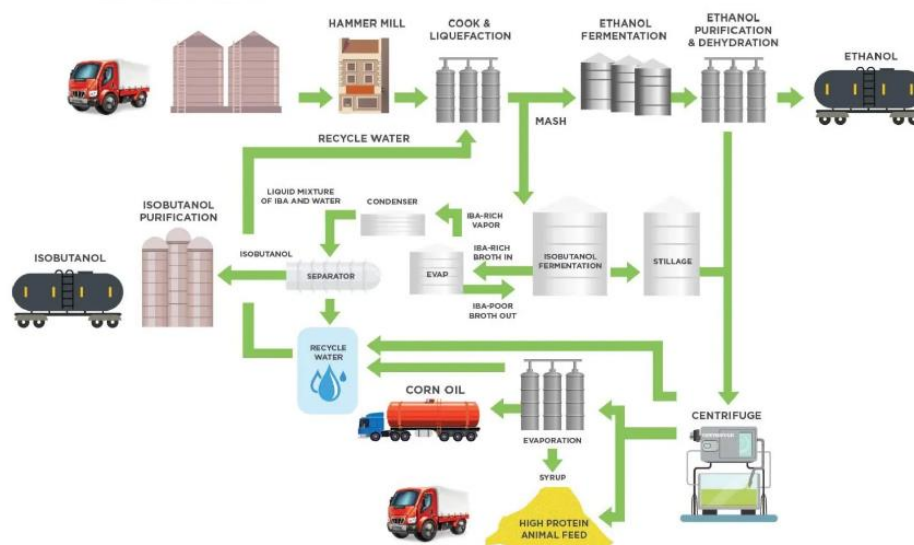 HAMMER MILL
COOK &
LIQUEFACTION
ETHANOL
FERMENTATION
ETHANOL
PURIFICATION
& DEHYDRATION
ETHANOL
MASH
RECYCLE WATER
ISOBUTANOL
PURIFICATION
LIQUID MIXTURE
OF IBA AND WATER
CONDENSER
IBA-RICH
VAPOR
ISOBUTANOL
ISOBUTANOL
SEPARATOR
EVAP
IBA-RICH
BROTH IN
IBA-POOR
BROTH OUT
ISOBUTANOL
FERMENTATION
STILLAGE
RECYCLE
WATER
CORN OIL
EVAPORATION
CENTRIFUGE
SYRUP
HIGH PROTEIN
ANIMAL FEED